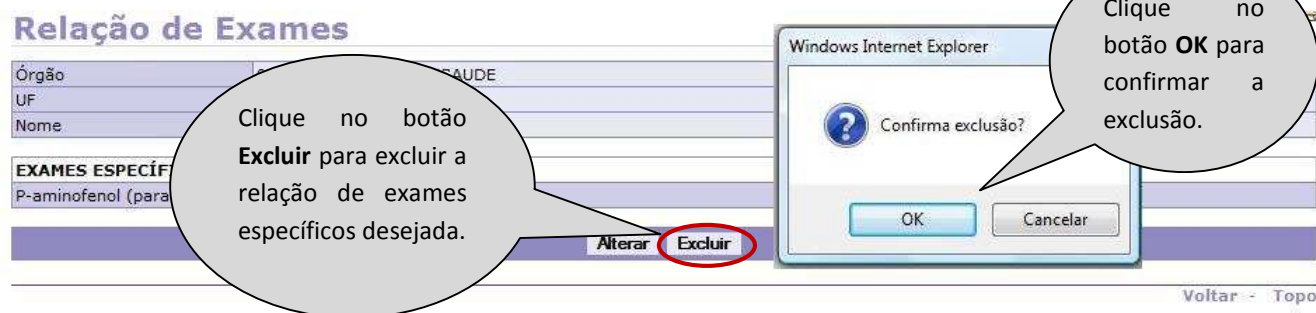 Relação de Exames
Órgão
SAUDE
UF
Nome
EXAMES ESPECÍF
P-aminofenol (para
Clique no botão
Excluir para excluir a
relação de exames
específicos desejada.
Alterar Excluir
Windows Internet Explorer
Confirma exclusão?
OK Cancelar
Clique no
botão OK para
confirmar a
exclusão.
Voltar - Topo